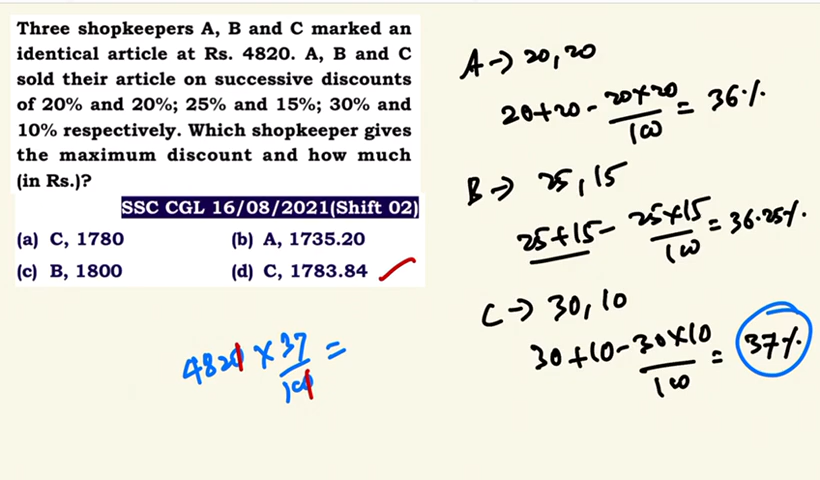 Three shopkeepers A, B and C marked an
identical article at Rs. 4820. A, B and C
sold their article on successive discounts
of 20% and 20%; 25% and 15%; 30% and
10% respectively. Which shopkeeper gives
the maximum discount and how much
(in Rs.)?
SSC CGL 16/08/2021(Shift 02)
(a) C, 1780 (b) A, 1735.20
(c) B, 1800 (d) C, 1783.84
4820 × 37/100 =
A → 20, 20
20+20 - 20×20/100 = 36%
B → 25, 15
25+15 - 25×15/100 = 36.25%
C → 30, 10
30+10 - 30×10/100 = 37%